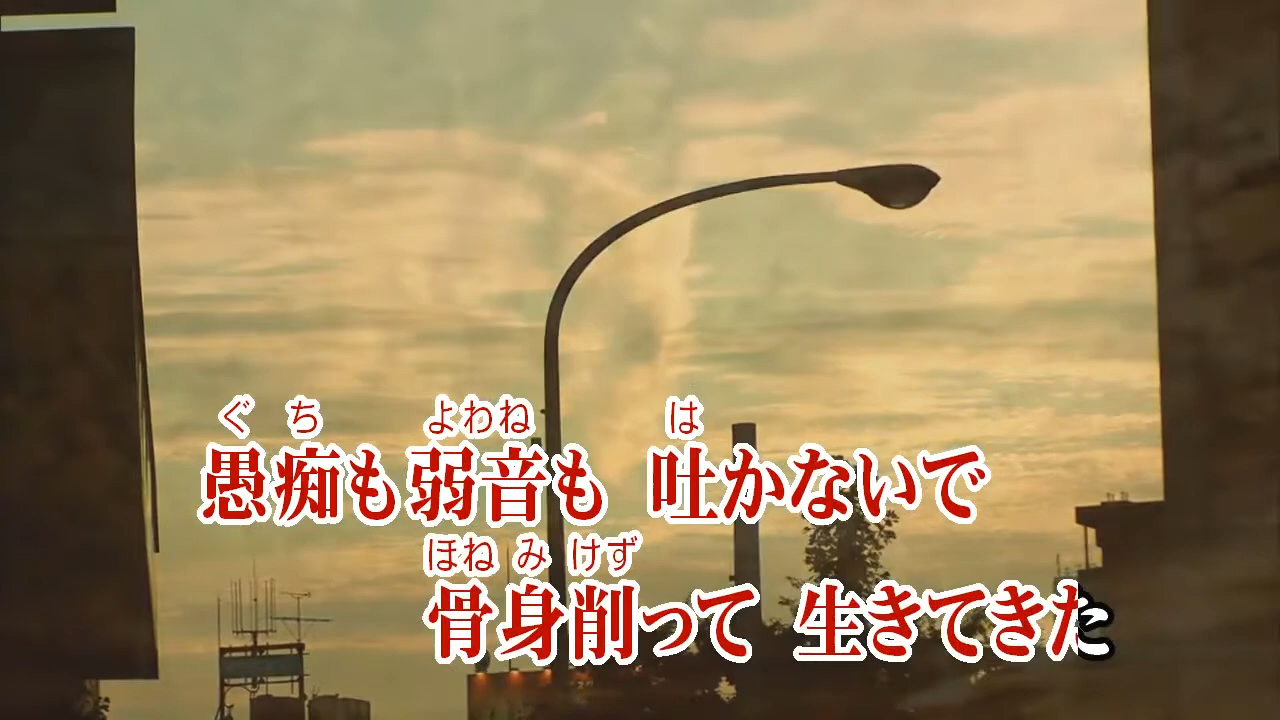 ぐち よわね は
愚痴も弱音も 吐かないで
ほね み けず
骨身削って 生きてきた